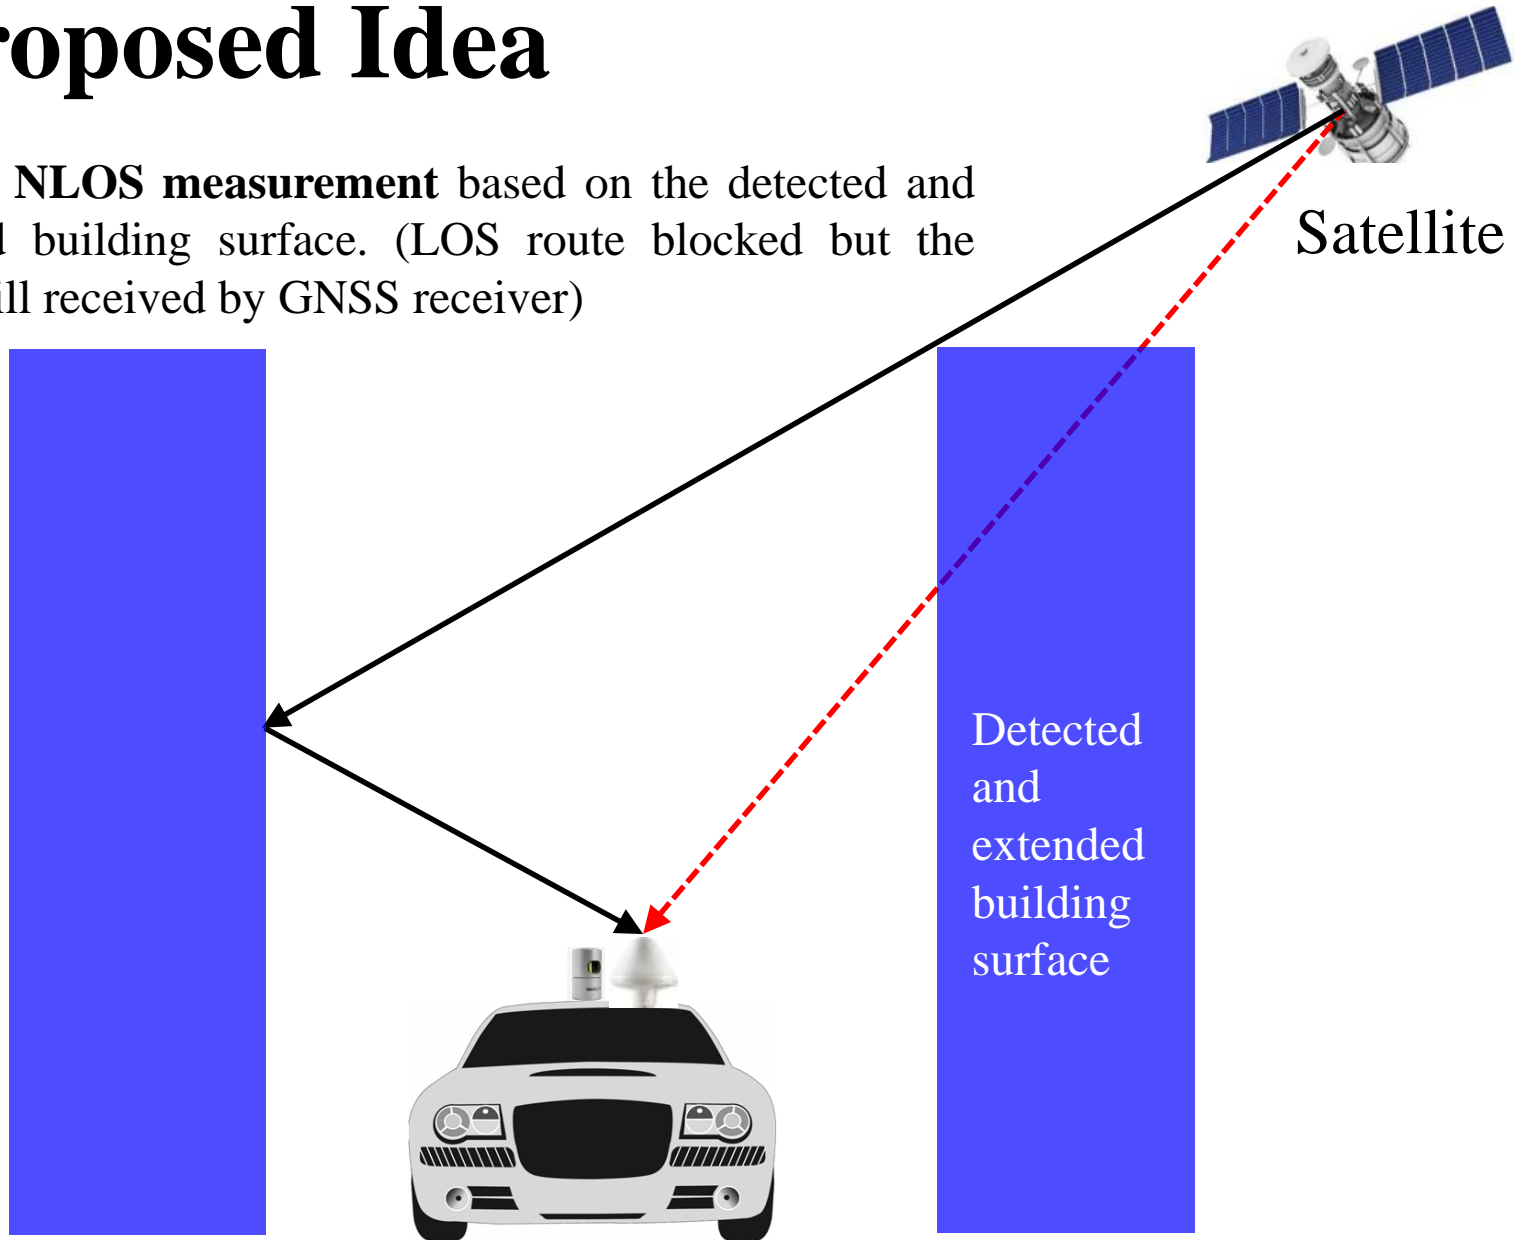 roposed Idea
NLOS measurement based on the detected and
building surface. (LOS route blocked but the
ill received by GNSS receiver)
Satellite
Detected
and
extended
building
surface